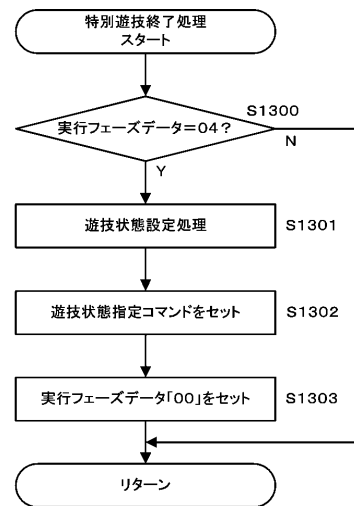 特別遊技終了処理
スタート
S1300
実行フェーズデータ=04?
N
Y
遊技状態設定処理
S1301
遊技状態指定コマンドをセット
S1302
実行フェーズデータ「00」をセット
S1303
リターン